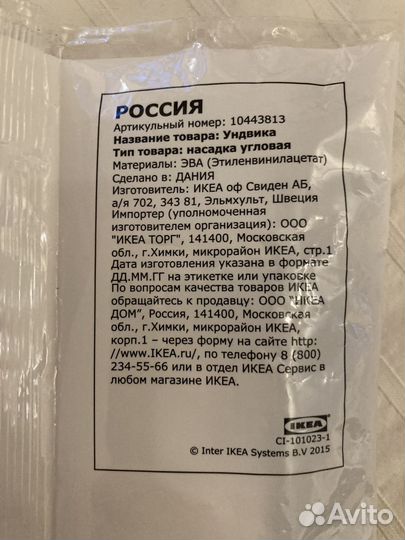 РОССИЯ
Артикульный номер: 10443813
Название товара: Ундвика
Тип товара: насадка угловая
Материалы: ЭВА (Этиленвинилацетат)
Сделано в: ДАНИЯ
Изготовитель: ИКЕА оф Свиден АБ,
а/я 702, 343 81, Эльмхульт, Швеция
Импортер (уполномоченная
изготовителем организация): ООО
"ИКЕА ТОРГ", 141400, Московская
обл., г.Химки, микрорайон ИКЕА, стр.1
Дата изготовления указана в формате
ДД.ММ.ГГ на этикетке или упаковке
По вопросам качества товаров ИКЕА
обращайтесь к продавцу: ООО "ИКЕА
ДОМ", Россия, 141400, Московская
обл., г.Химки, микрорайон ИКЕА,
корп.1 – через форму на сайте http:
//www.IKEA.ru/, по телефону 8 (800)
234-55-66 или в отдел ИКЕА Сервис в
любом магазине ИКЕА.
IKEA
CI-101023-1
© Inter IKEA Systems B.V 2015
Avito